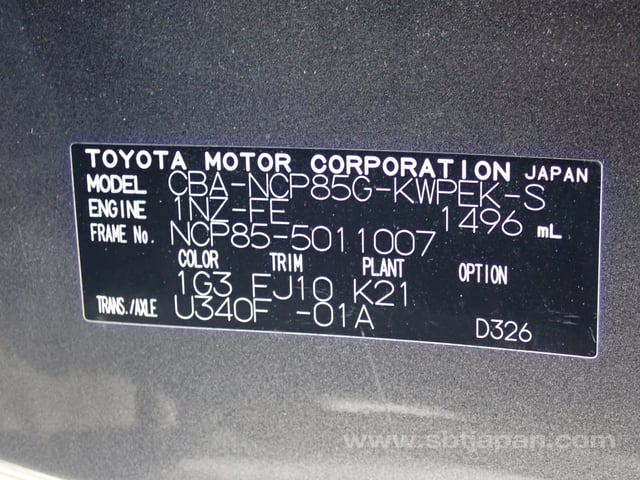 TOYOTA MOTOR CORPORATION JAPAN
MODEL CBA-NCP85G-KWPEK-S
ENGINE 1NZ-FE 1496 mL
FRAME No. NCP85-5011007
COLOR TRIM PLANT OPTION
1G3 FJ10 K21
TRANS./AXLE U340F -01A
D326
www.sbtjapan.com